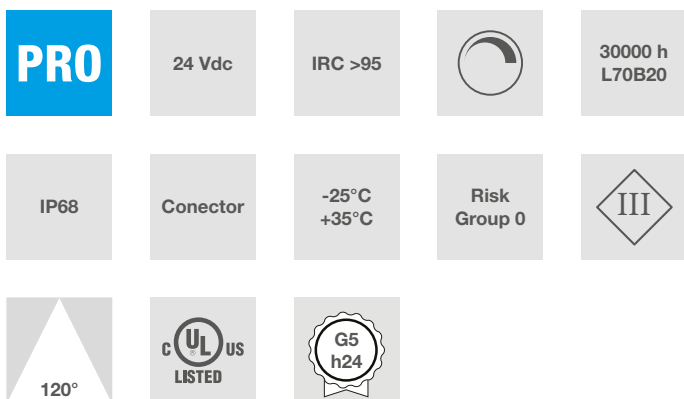 PRO
24 Vdc
IRC >95
30000 h
L70B20
IP68
Conector
-25°C
+35°C
Risk
Group 0
III
120°
C UL US
®
LISTED
G5
h24